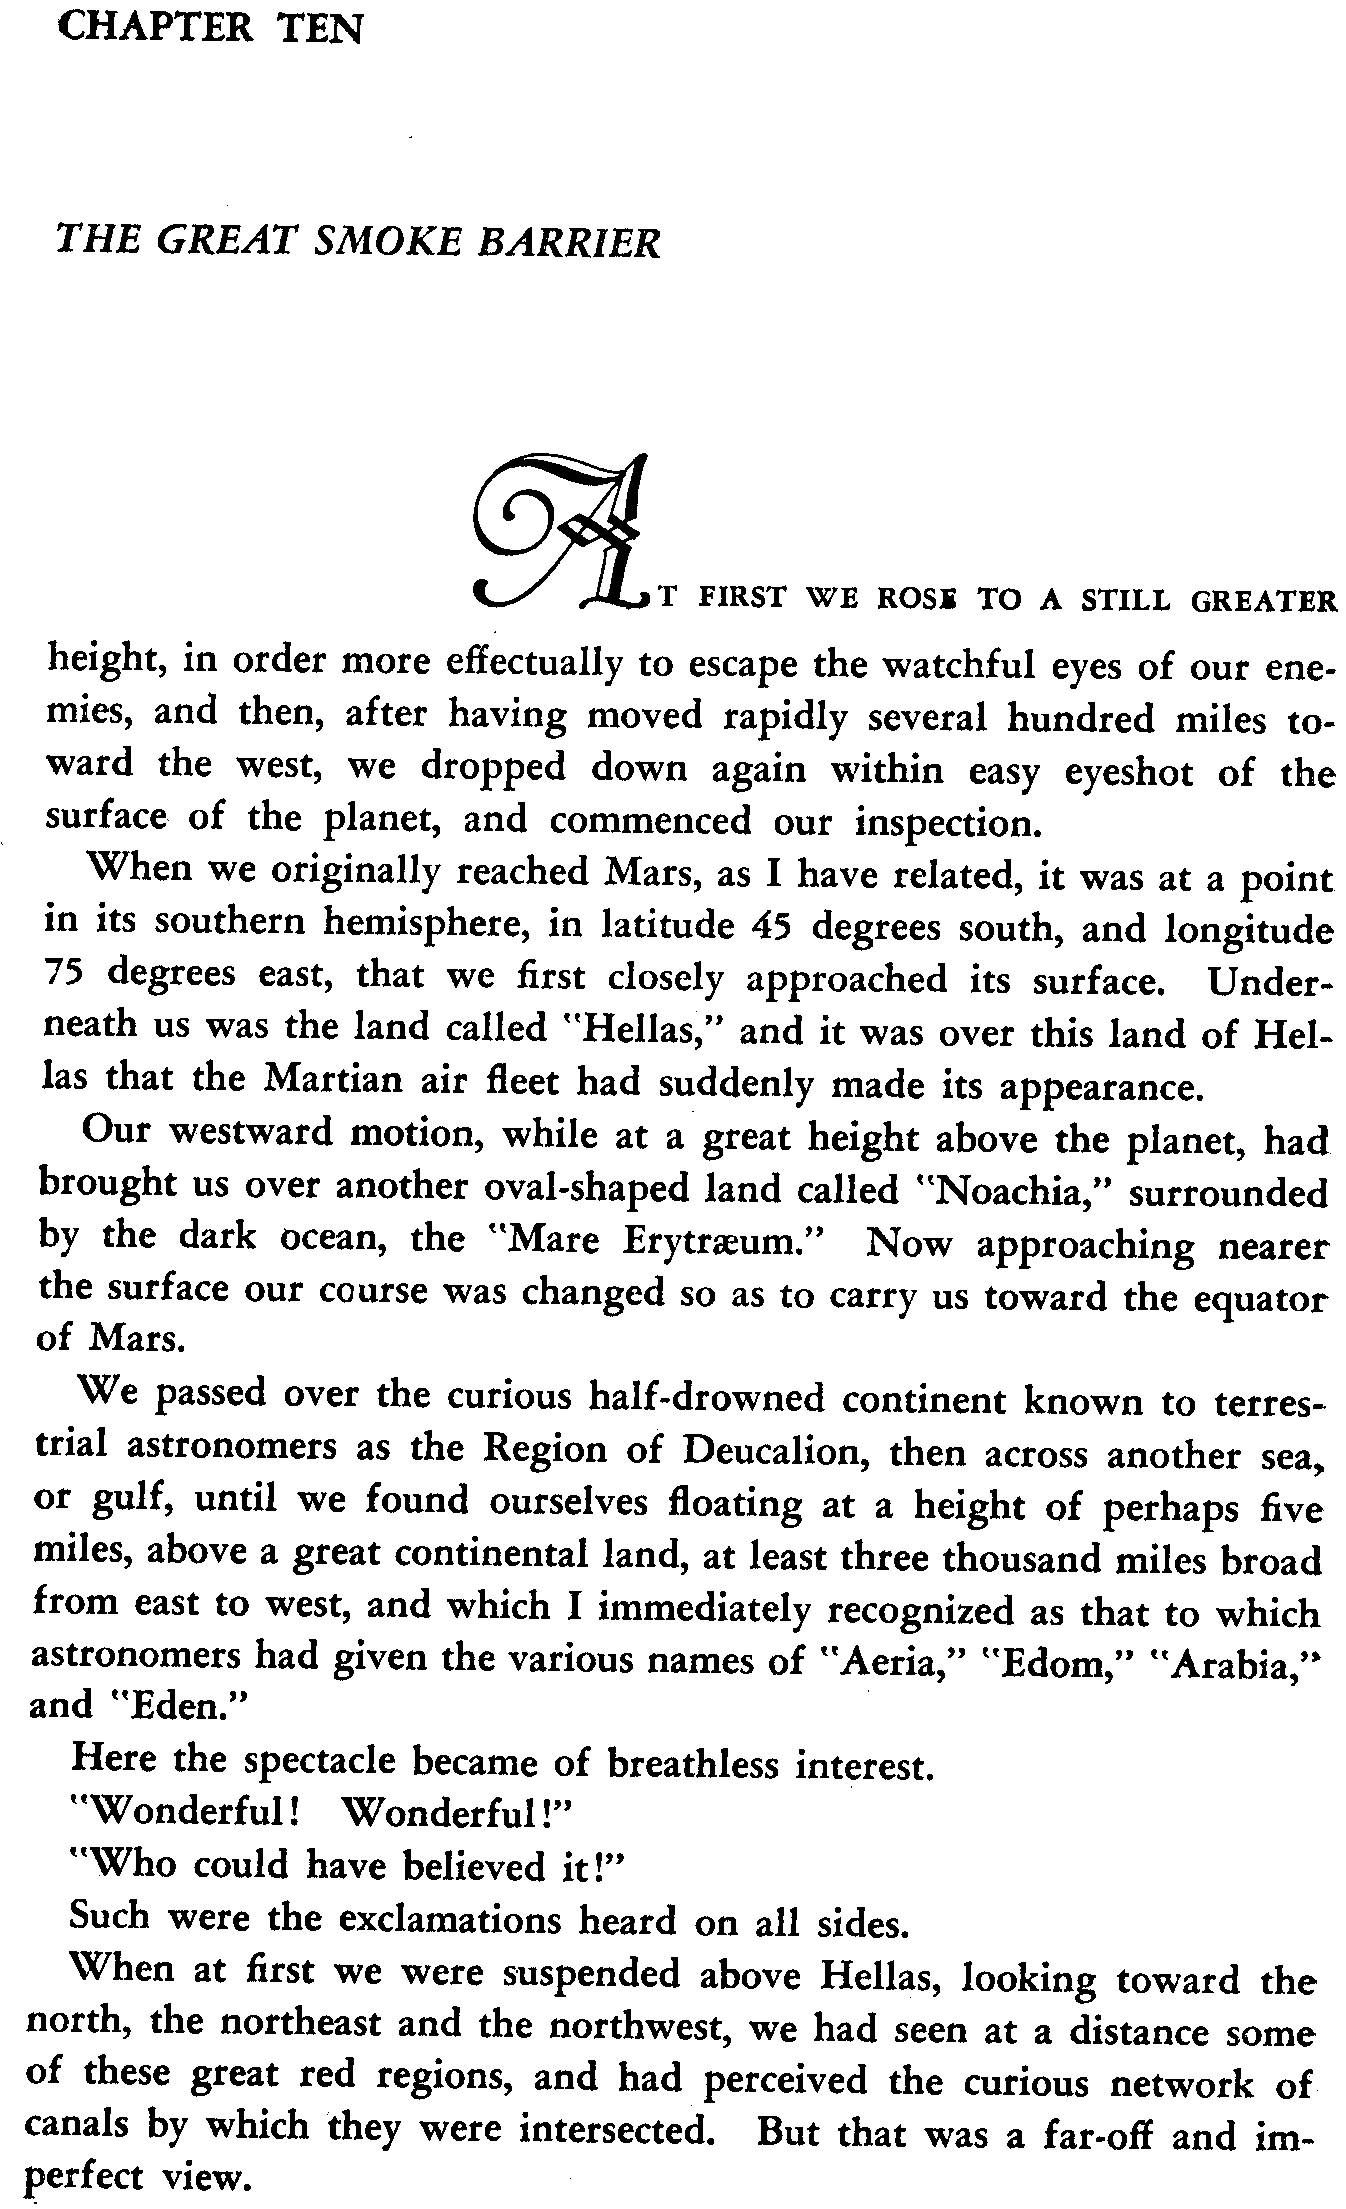 CHAPTER TEN
THE GREAT SMOKE BARRIER
AT FIRST WE ROSE TO A STILL GREATER
height, in order more effectually to escape the watchful eyes of our ene-
mies, and then, after having moved rapidly several hundred miles to-
ward the west, we dropped down again within easy eyeshot of the
surface of the planet, and commenced our inspection.
When we originally reached Mars, as I have related, it was at a point
in its southern hemisphere, in latitude 45 degrees south, and longitude
75 degrees east, that we first closely approached its surface. Under-
neath us was the land called "Hellas," and it was over this land of Hel-
las that the Martian air fleet had suddenly made its appearance.
Our westward motion, while at a great height above the planet, had
brought us over another oval-shaped land called "Noachia," surrounded
by the dark ocean, the "Mare Erytræum." Now approaching nearer
the surface our course was changed so as to carry us toward the equator
of Mars.
We passed over the curious half-drowned continent known to terres-
trial astronomers as the Region of Deucalion, then across another sea,
or gulf, until we found ourselves floating at a height of perhaps five
miles, above a great continental land, at least three thousand miles broad
from east to west, and which I immediately recognized as that to which
astronomers had given the various names of "Aeria," "Edom," "Arabia,"
and "Eden."
Here the spectacle became of breathless interest.
"Wonderful! Wonderful!"
"Who could have believed it!"
Such were the exclamations heard on all sides.
When at first we were suspended above Hellas, looking toward the
north, the northeast and the northwest, we had seen at a distance some
of these great red regions, and had perceived the curious network of
canals by which they were intersected. But that was a far-off and im-
perfect view.